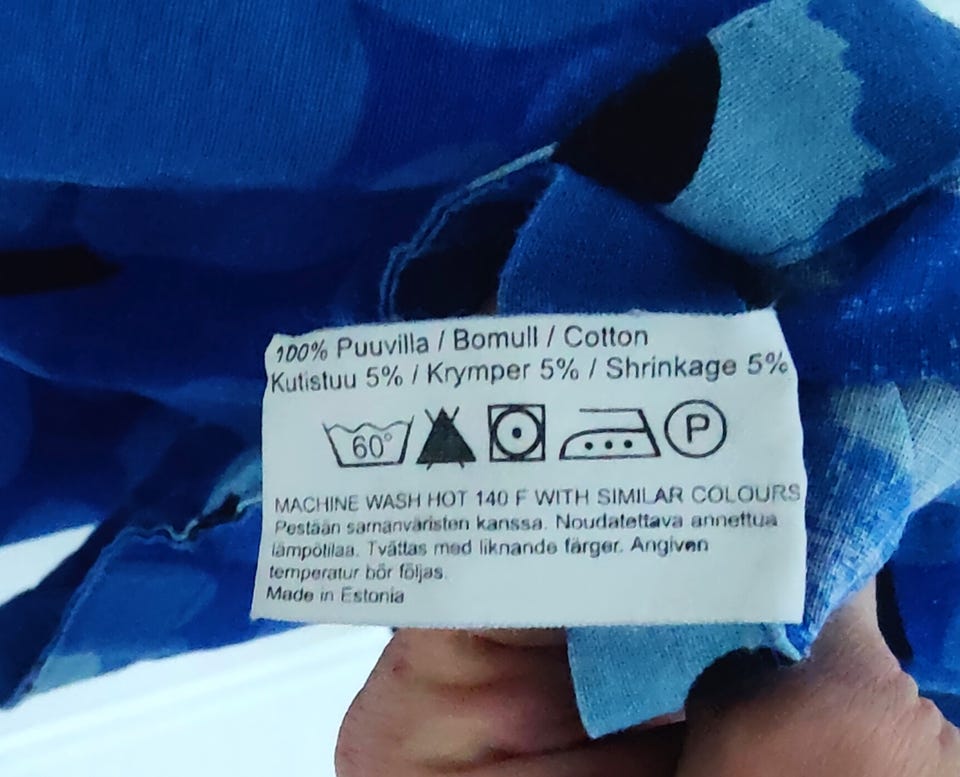 100% Puuvilla / Bomull / Cotton
Kutistuu 5% / Krymper 5% / Shrinkage 5%
60° P
MACHINE WASH HOT 140 F WITH SIMILAR COLOURS
Pestään samanväristen kanssa. Noudatettava annettua
lämpötilaa. Tvättas med liknande färger. Angiven
temperatur bör följas.
Made in Estonia